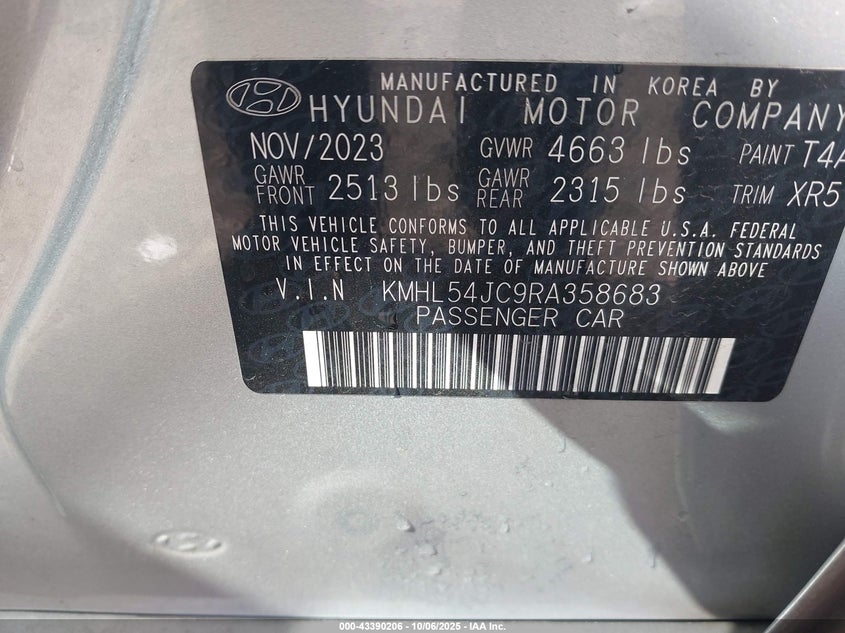 MANUFACTURED IN KOREA BY
HYUNDAI MOTOR COMPANY
NOV/2023 GVWR 4663 lbs PAINT T4A
GAWR FRONT 2513 lbs GAWR REAR 2315 lbs TRIM XR5
THIS VEHICLE CONFORMS TO ALL APPLICABLE U.S.A. FEDERAL
MOTOR VEHICLE SAFETY, BUMPER, AND THEFT PREVENTION STANDARDS
IN EFFECT ON THE DATE OF MANUFACTURE SHOWN ABOVE
V.I.N KMHL54JC9RA358683
PASSENGER CAR
000-43390206 - 10/06/2025 - IAA Inc.